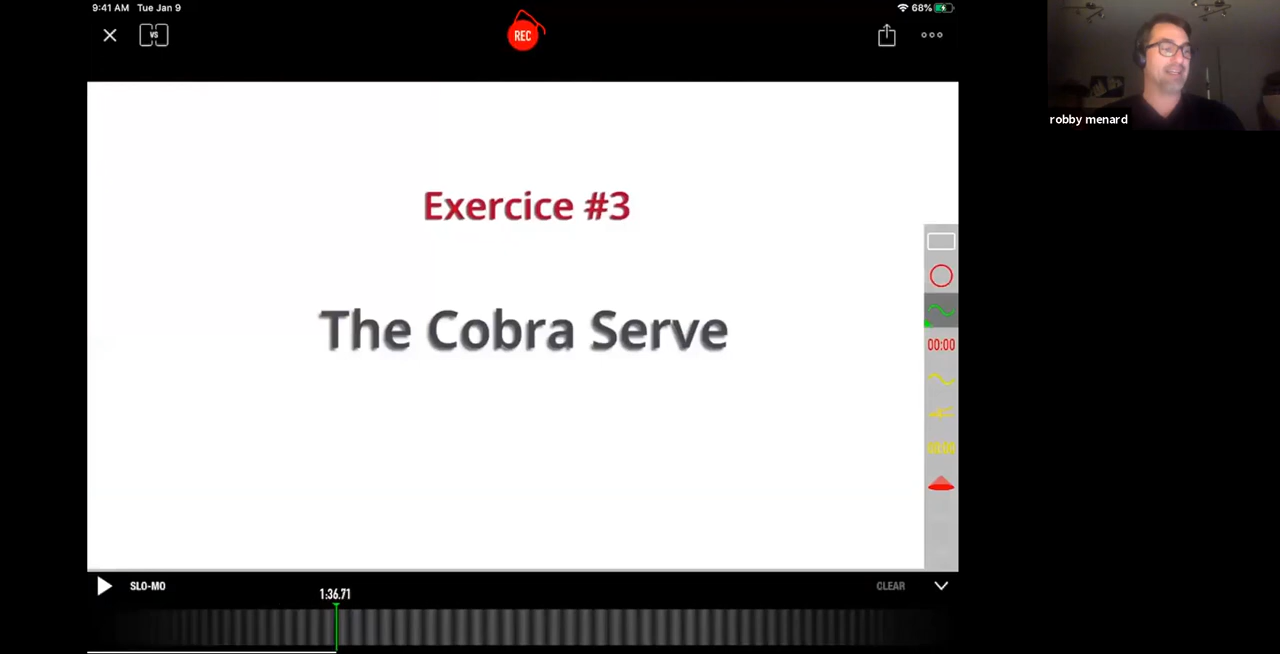 9:41 AM Tue Jan 9
68%
VS
REC
robby menard
Exercice #3
The Cobra Serve
00:00
SLO-MO
1:36.71
CLEAR